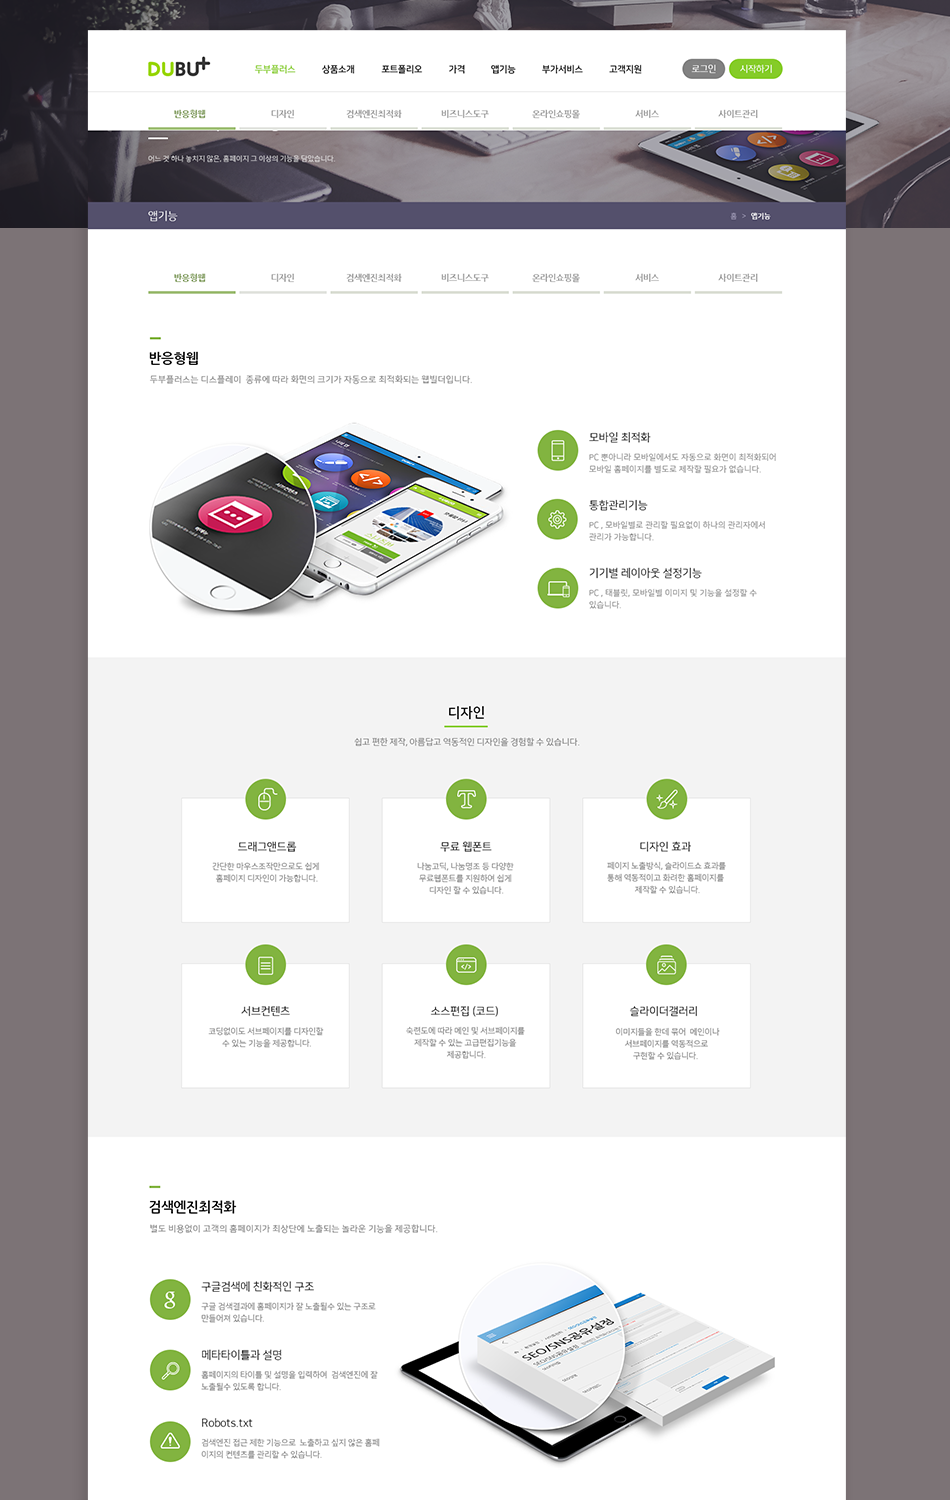 DUBU+
두부플러스 상품소개 포트폴리오 가격 앱기능 부가서비스 고객지원 로그인 시작하기
반응형웹 디자인 검색엔진최적화 비즈니스도구 온라인쇼핑몰 서비스 사이트관리
어느 것 하나 놓치지 않은, 홈페이지 그 이상의 기능을 담았습니다.
앱기능 홈 > 앱기능
반응형웹 디자인 검색엔진최적화 비즈니스도구 온라인쇼핑몰 서비스 사이트관리
반응형웹
두부플러스는 디스플레이 종류에 따라 화면의 크기가 자동으로 최적화되는 웹빌더입니다.
모바일 최적화
PC 뿐아니라 모바일에서도 자동으로 화면이 최적화되어
모바일 홈페이지를 별도로 제작할 필요가 없습니다.
통합관리기능
PC , 모바일별로 관리할 필요없이 하나의 관리자에서
관리가 가능합니다.
기기별 레이아웃 설정기능
PC , 태블릿, 모바일별 이미지 및 기능을 설정할 수
있습니다.
디자인
쉽고 편한 제작, 아름답고 역동적인 디자인을 경험할 수 있습니다.
드래그앤드롭
간단한 마우스조작만으로도 쉽게
홈페이지 디자인이 가능합니다.
무료 웹폰트
나눔고딕, 나눔명조 등 다양한
무료웹폰트를 지원하여 쉽게
디자인 할 수 있습니다.
디자인 효과
페이지 노출방식, 슬라이드쇼 효과를
통해 역동적이고 화려한 홈페이지를
제작할 수 있습니다.
서브컨텐츠
코딩없이도 서브페이지를 디자인할
수 있는 기능을 제공합니다.
소스편집 (코드)
숙련도에 따라 메인 및 서브페이지를
제작할 수 있는 고급편집기능을
제공합니다.
슬라이더갤러리
이미지들을 한데 묶어 메인이나
서브페이지를 역동적으로
구현할 수 있습니다.
검색엔진최적화
별도 비용없이 고객의 홈페이지가 최상단에 노출되는 놀라운 기능을 제공합니다.
구글검색에 친화적인 구조
구글 검색결과에 홈페이지가 잘 노출될수 있는 구조로
만들어져 있습니다.
메타타이틀과 설명
홈페이지의 타이틀 및 설명을 입력하여 검색엔진에 잘
노출될수 있도록 합니다.
Robots.txt
검색엔진 접근 제한 기능으로 노출하고 싶지 않은 홈페
이지의 컨텐츠를 관리할 수 있습니다.
SEO/SNS공유설정
SEO/SNS공유설정